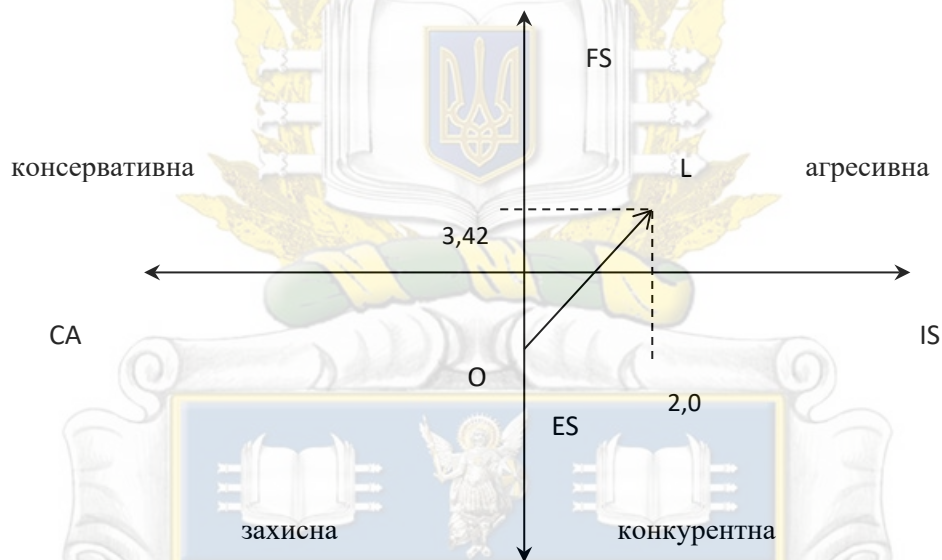 FS
консервативна
L
агресивна
3,42
CA
IS
O
2,0
ES
захисна
конкурентна